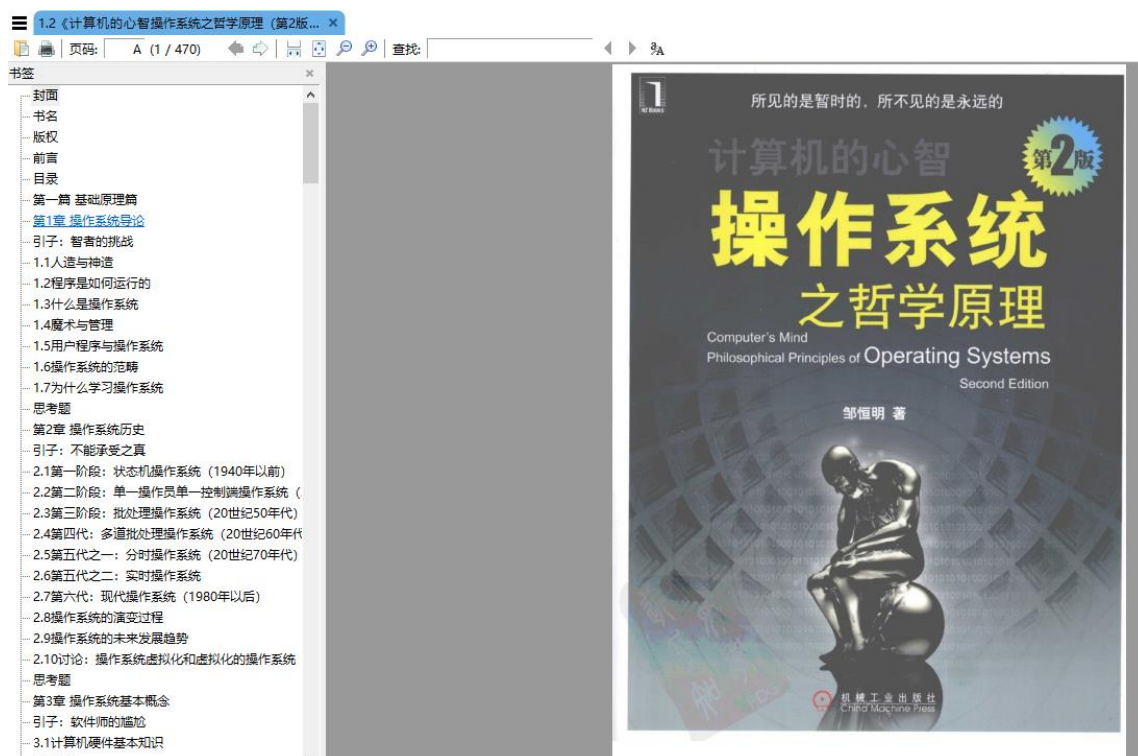 1.2《计算机的心智操作系统之哲学原理（第2版... ×
页码: A (1 / 470) 查找:
书签 ×
封面
书名
版权
前言
目录
第一篇 基础原理篇
第1章 操作系统导论
引子：智者的挑战
1.1人造与神造
1.2程序是如何运行的
1.3什么是操作系统
1.4魔术与管理
1.5用户程序与操作系统
1.6操作系统的范畴
1.7为什么学习操作系统
思考题
第2章 操作系统历史
引子：不能承受之真
2.1第一阶段：状态机操作系统（1940年以前）
2.2第二阶段：单一操作员单一控制端操作系统（
2.3第三阶段：批处理操作系统（20世纪50年代）
2.4第四代：多道批处理操作系统（20世纪60年代
2.5第五代之一：分时操作系统（20世纪70年代）
2.6第五代之二：实时操作系统
2.7第六代：现代操作系统（1980年以后）
2.8操作系统的演变过程
2.9操作系统的未来发展趋势
2.10讨论：操作系统虚拟化和虚拟化的操作系统
思考题
第3章 操作系统基本概念
引子：软件师的尴尬
3.1计算机硬件基本知识
所见的是暂时的，所不见的是永远的
计算机的心智
第2版
操作系统
之哲学原理
Computer's Mind
Philosophical Principles of Operating Systems
Second Edition
邹恒明 著
机械工业出版社
China Machine Press